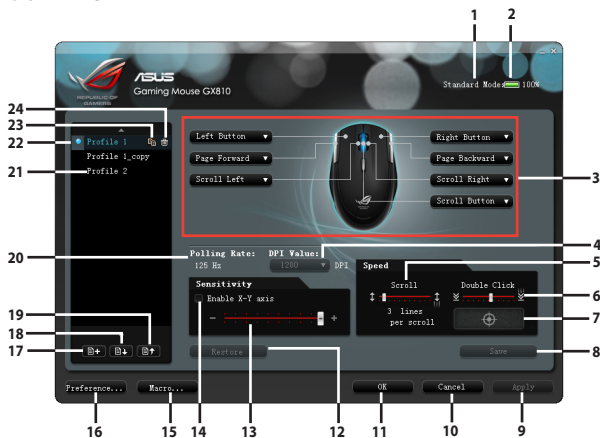 1
2
REPUBLIC OF
GAMERS
ASUS
Gaming Mouse GX810
Standard Mode: 100%
24
23
22
21
Profile 1
Profile 1_copy
Profile 2
Left Button
Page Forward
Scroll Left
Right Button
Page Backward
Scroll Right
Scroll Button
3
4
5
6
7
8
20
Polling Rate:
125 Hz
DPI Value:
1200 DPI
Sensitivity
Enable X-Y axis
- +
Speed
Scroll
3 lines
per scroll
Double Click
19
18
17
Restore
Save
Preference...
Macro...
OK
Cancel
Apply
16
15
14
13
12
11
10
9